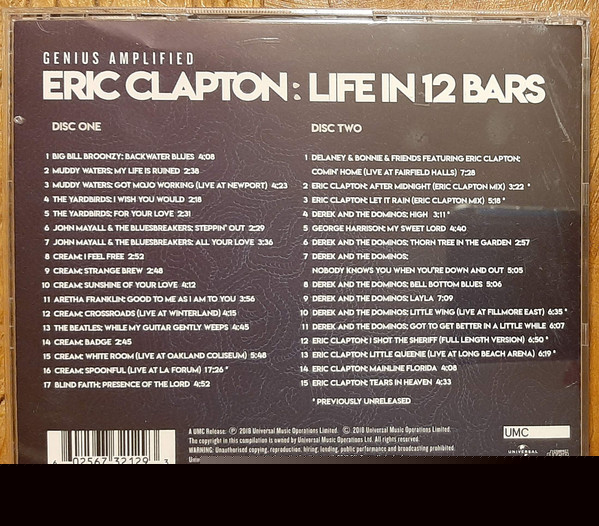 GENIUS AMPLIFIED
ERIC CLAPTON: LIFE IN 12 BARS
DISC ONE
1 BIG BILL BROONZY: BACKWATER BLUES 4:08
2 MUDDY WATERS: MY LIFE IS RUINED 2:38
3 MUDDY WATERS: GOT MOJO WORKING (LIVE AT NEWPORT) 4:23
4 THE YARDBIRDS: I WISH YOU WOULD 2:18
5 THE YARDBIRDS: FOR YOUR LOVE 2:31
6 JOHN MAYALL & THE BLUESBREAKERS: STEPPIN' OUT 2:29
7 JOHN MAYALL & THE BLUESBREAKERS: ALL YOUR LOVE 3:36
8 CREAM: I FEEL FREE 2:52
9 CREAM: STRANGE BREW 2:48
10 CREAM: SUNSHINE OF YOUR LOVE 4:12
11 ARETHA FRANKLIN: GOOD TO ME AS I AM TO YOU 3:56
12 CREAM: CROSSROADS (LIVE AT WINTERLAND) 4:15
13 THE BEATLES: WHILE MY GUITAR GENTLY WEEPS 4:45
14 CREAM: BADGE 2:45
15 CREAM: WHITE ROOM (LIVE AT OAKLAND COLISEUM) 5:48
16 CREAM: SPOONFUL (LIVE AT LA FORUM) 17:26 *
17 BLIND FAITH: PRESENCE OF THE LORD 4:52
DISC TWO
1 DELANEY & BONNIE & FRIENDS FEATURING ERIC CLAPTON:
COMIN' HOME (LIVE AT FAIRFIELD HALLS) 7:28
2 ERIC CLAPTON: AFTER MIDNIGHT (ERIC CLAPTON MIX) 3:22 *
3 ERIC CLAPTON: LET IT RAIN (ERIC CLAPTON MIX) 5:18 *
4 DEREK AND THE DOMINOS: HIGH 3:11 *
5 GEORGE HARRISON: MY SWEET LORD 4:40
6 DEREK AND THE DOMINOS: THORN TREE IN THE GARDEN 2:57
7 DEREK AND THE DOMINOS:
NOBODY KNOWS YOU WHEN YOU'RE DOWN AND OUT 5:05
8 DEREK AND THE DOMINOS: BELL BOTTOM BLUES 5:06
9 DEREK AND THE DOMINOS: LAYLA 7:09
10 DEREK AND THE DOMINOS: LITTLE WING (LIVE AT FILLMORE EAST) 6:35 *
11 DEREK AND THE DOMINOS: GOT TO GET BETTER IN A LITTLE WHILE 6:07
12 ERIC CLAPTON: I SHOT THE SHERIFF (FULL LENGTH VERSION) 6:50 *
13 ERIC CLAPTON: LITTLE QUEENIE (LIVE AT LONG BEACH ARENA) 6:19 *
14 ERIC CLAPTON: MAINLINE FLORIDA 4:08
15 ERIC CLAPTON: TEARS IN HEAVEN 4:33
* PREVIOUSLY UNRELEASED
A UMC Release: ℗ 2018 Universal Music Operations Limited. © 2018 Universal Music Operations Limited.
The copyright in this compilation is owned by Universal Music Operations Ltd. All rights reserved.
WARNING: Unauthorised copying, reproduction, hiring, lending, public performance and broadcasting prohibited
UMC
UNIVERSAL
02567 32129 3